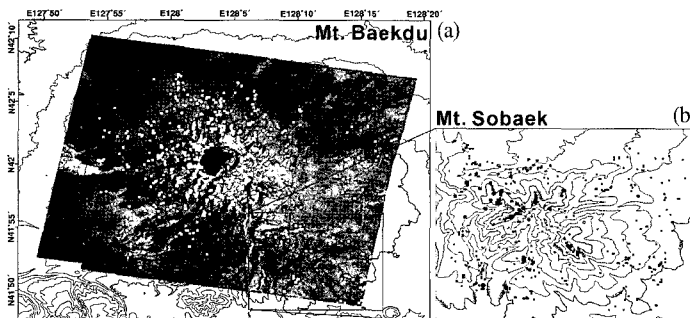 E127˚50' E127˚55' E128˚ E128˚5' E128˚10' E128˚15' E128˚20'
N42˚10'
N42˚5'
N42˚
N41˚55'
N41˚50'
Mt. Baekdu (a)
Mt. Sobaek (b)